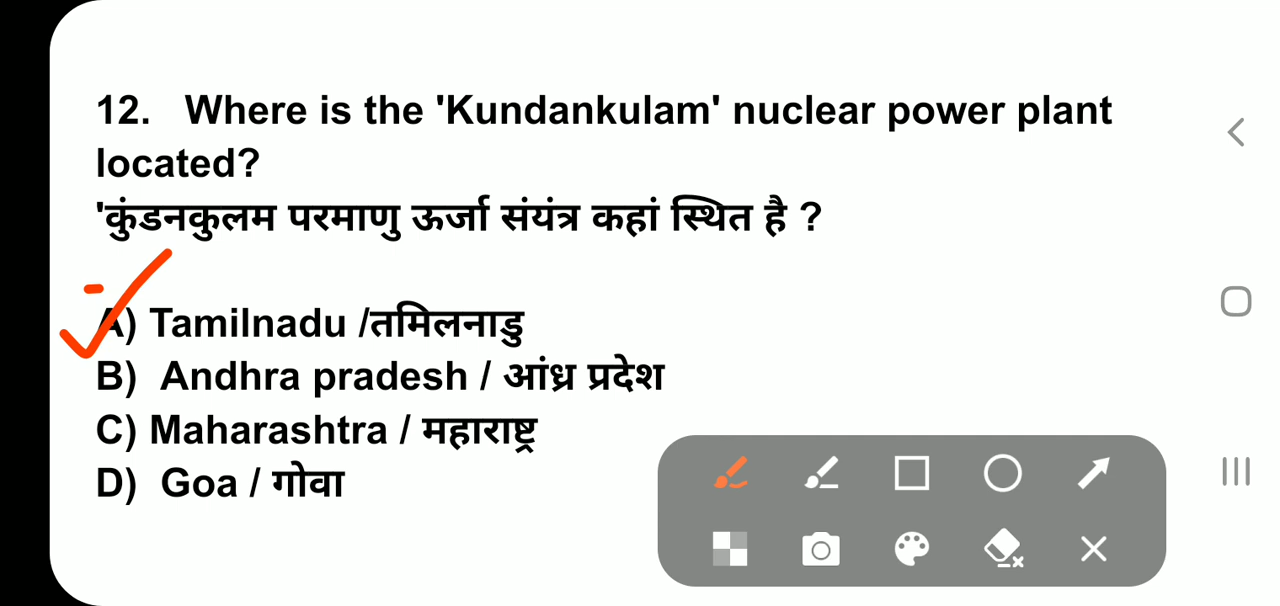 12. Where is the 'Kundankulam' nuclear power plant
located?
'कुंडनकुलम परमाणु ऊर्जा संयंत्र कहां स्थित है ?
A) Tamilnadu /तमिलनाडु
B) Andhra pradesh / आंध्र प्रदेश
C) Maharashtra / महाराष्ट्र
D) Goa / गोवा